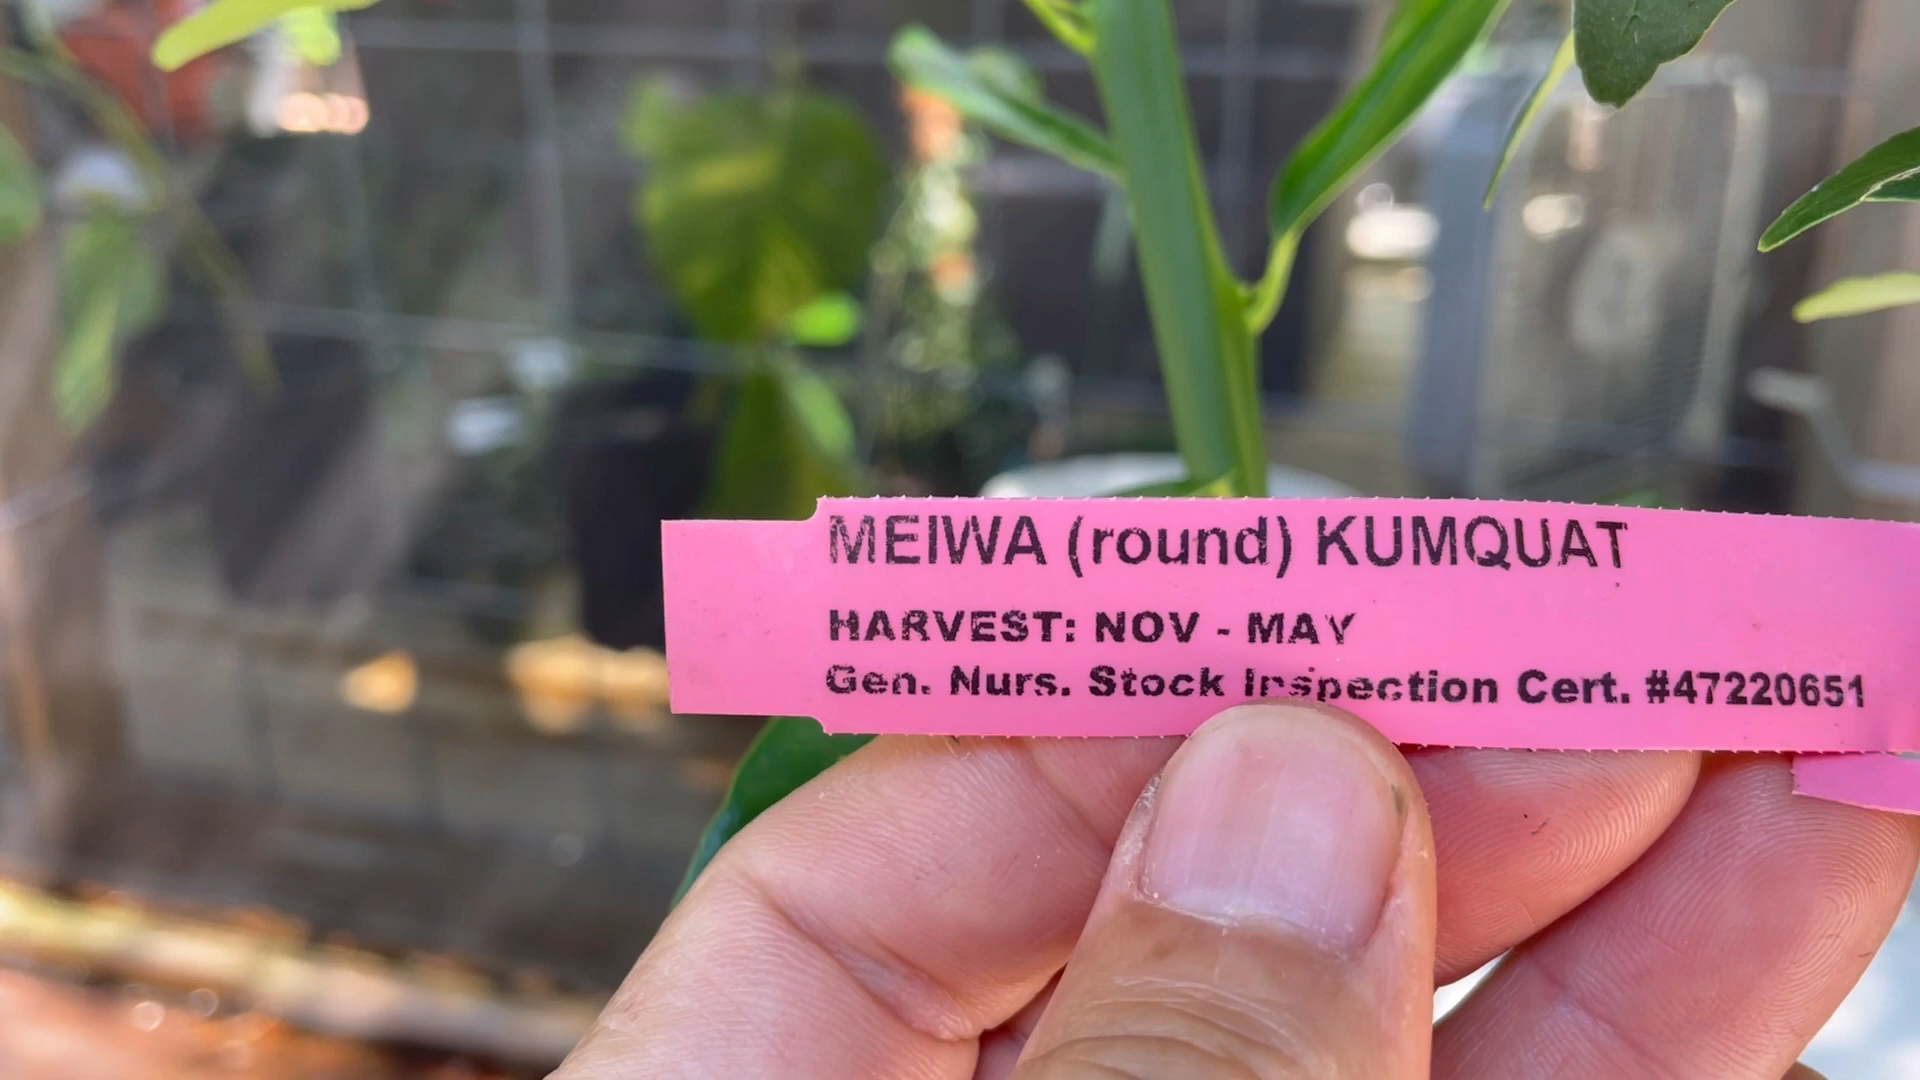 MEIWA (round) KUMQUAT
HARVEST: NOV - MAY
Gen. Nurs. Stock Inspection Cert. #47220651